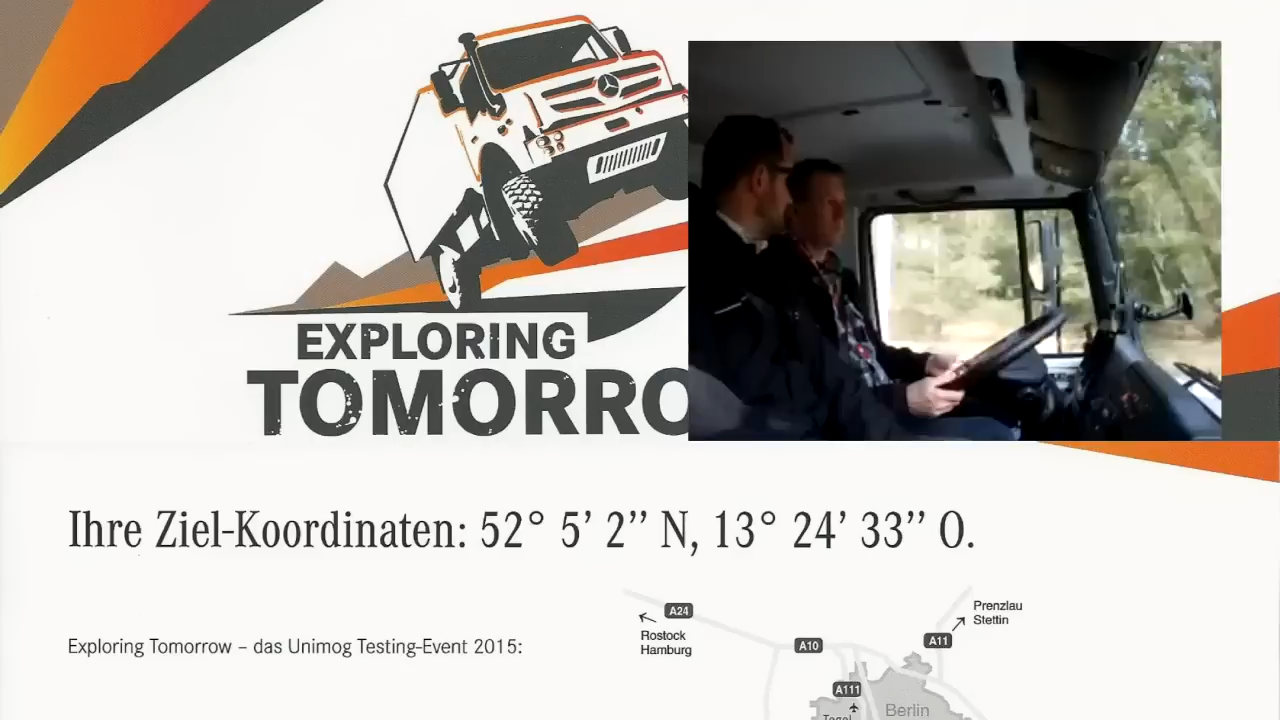 EXPLORING
TOMORRO
Ihre Ziel-Koordinaten: 52° 5’ 2’’ N, 13° 24’ 33’’ O.
Exploring Tomorrow – das Unimog Testing-Event 2015:
A24
Rostock
Hamburg
A10
A11
Prenzlau
Stettin
A111
Tegel
Berlin